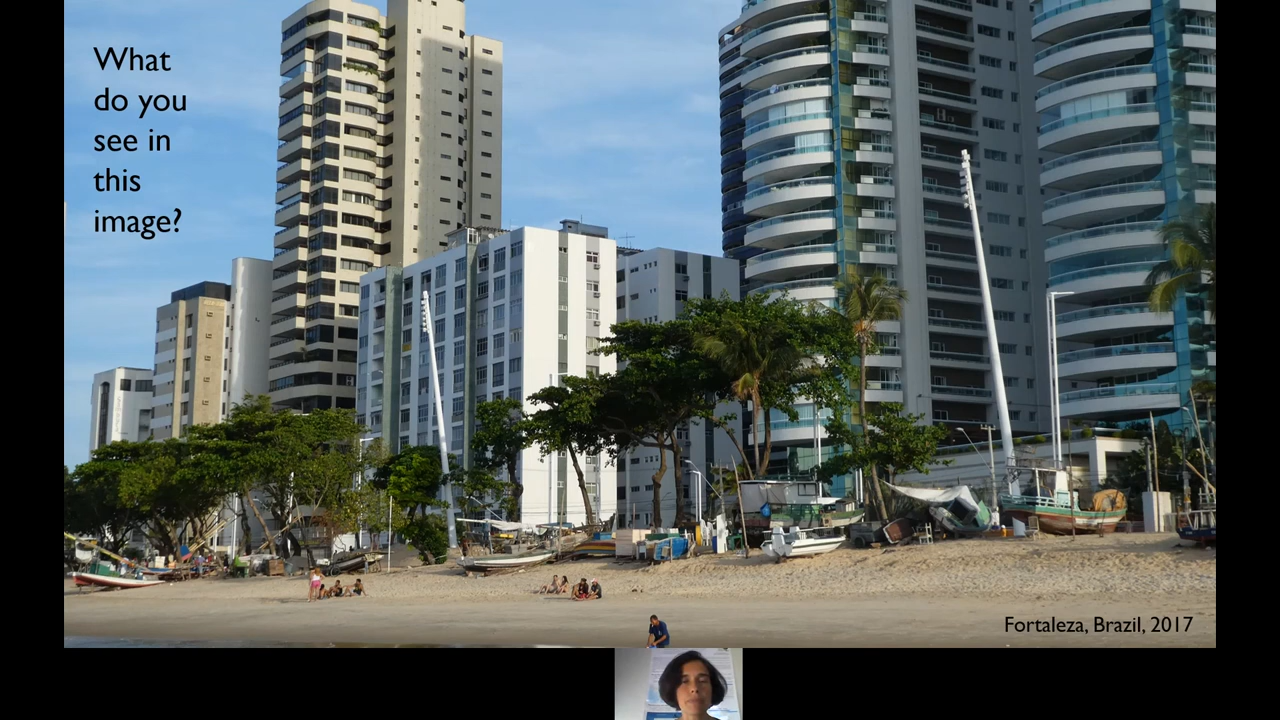 What
do you
see in
this
image?
Fortaleza, Brazil, 2017